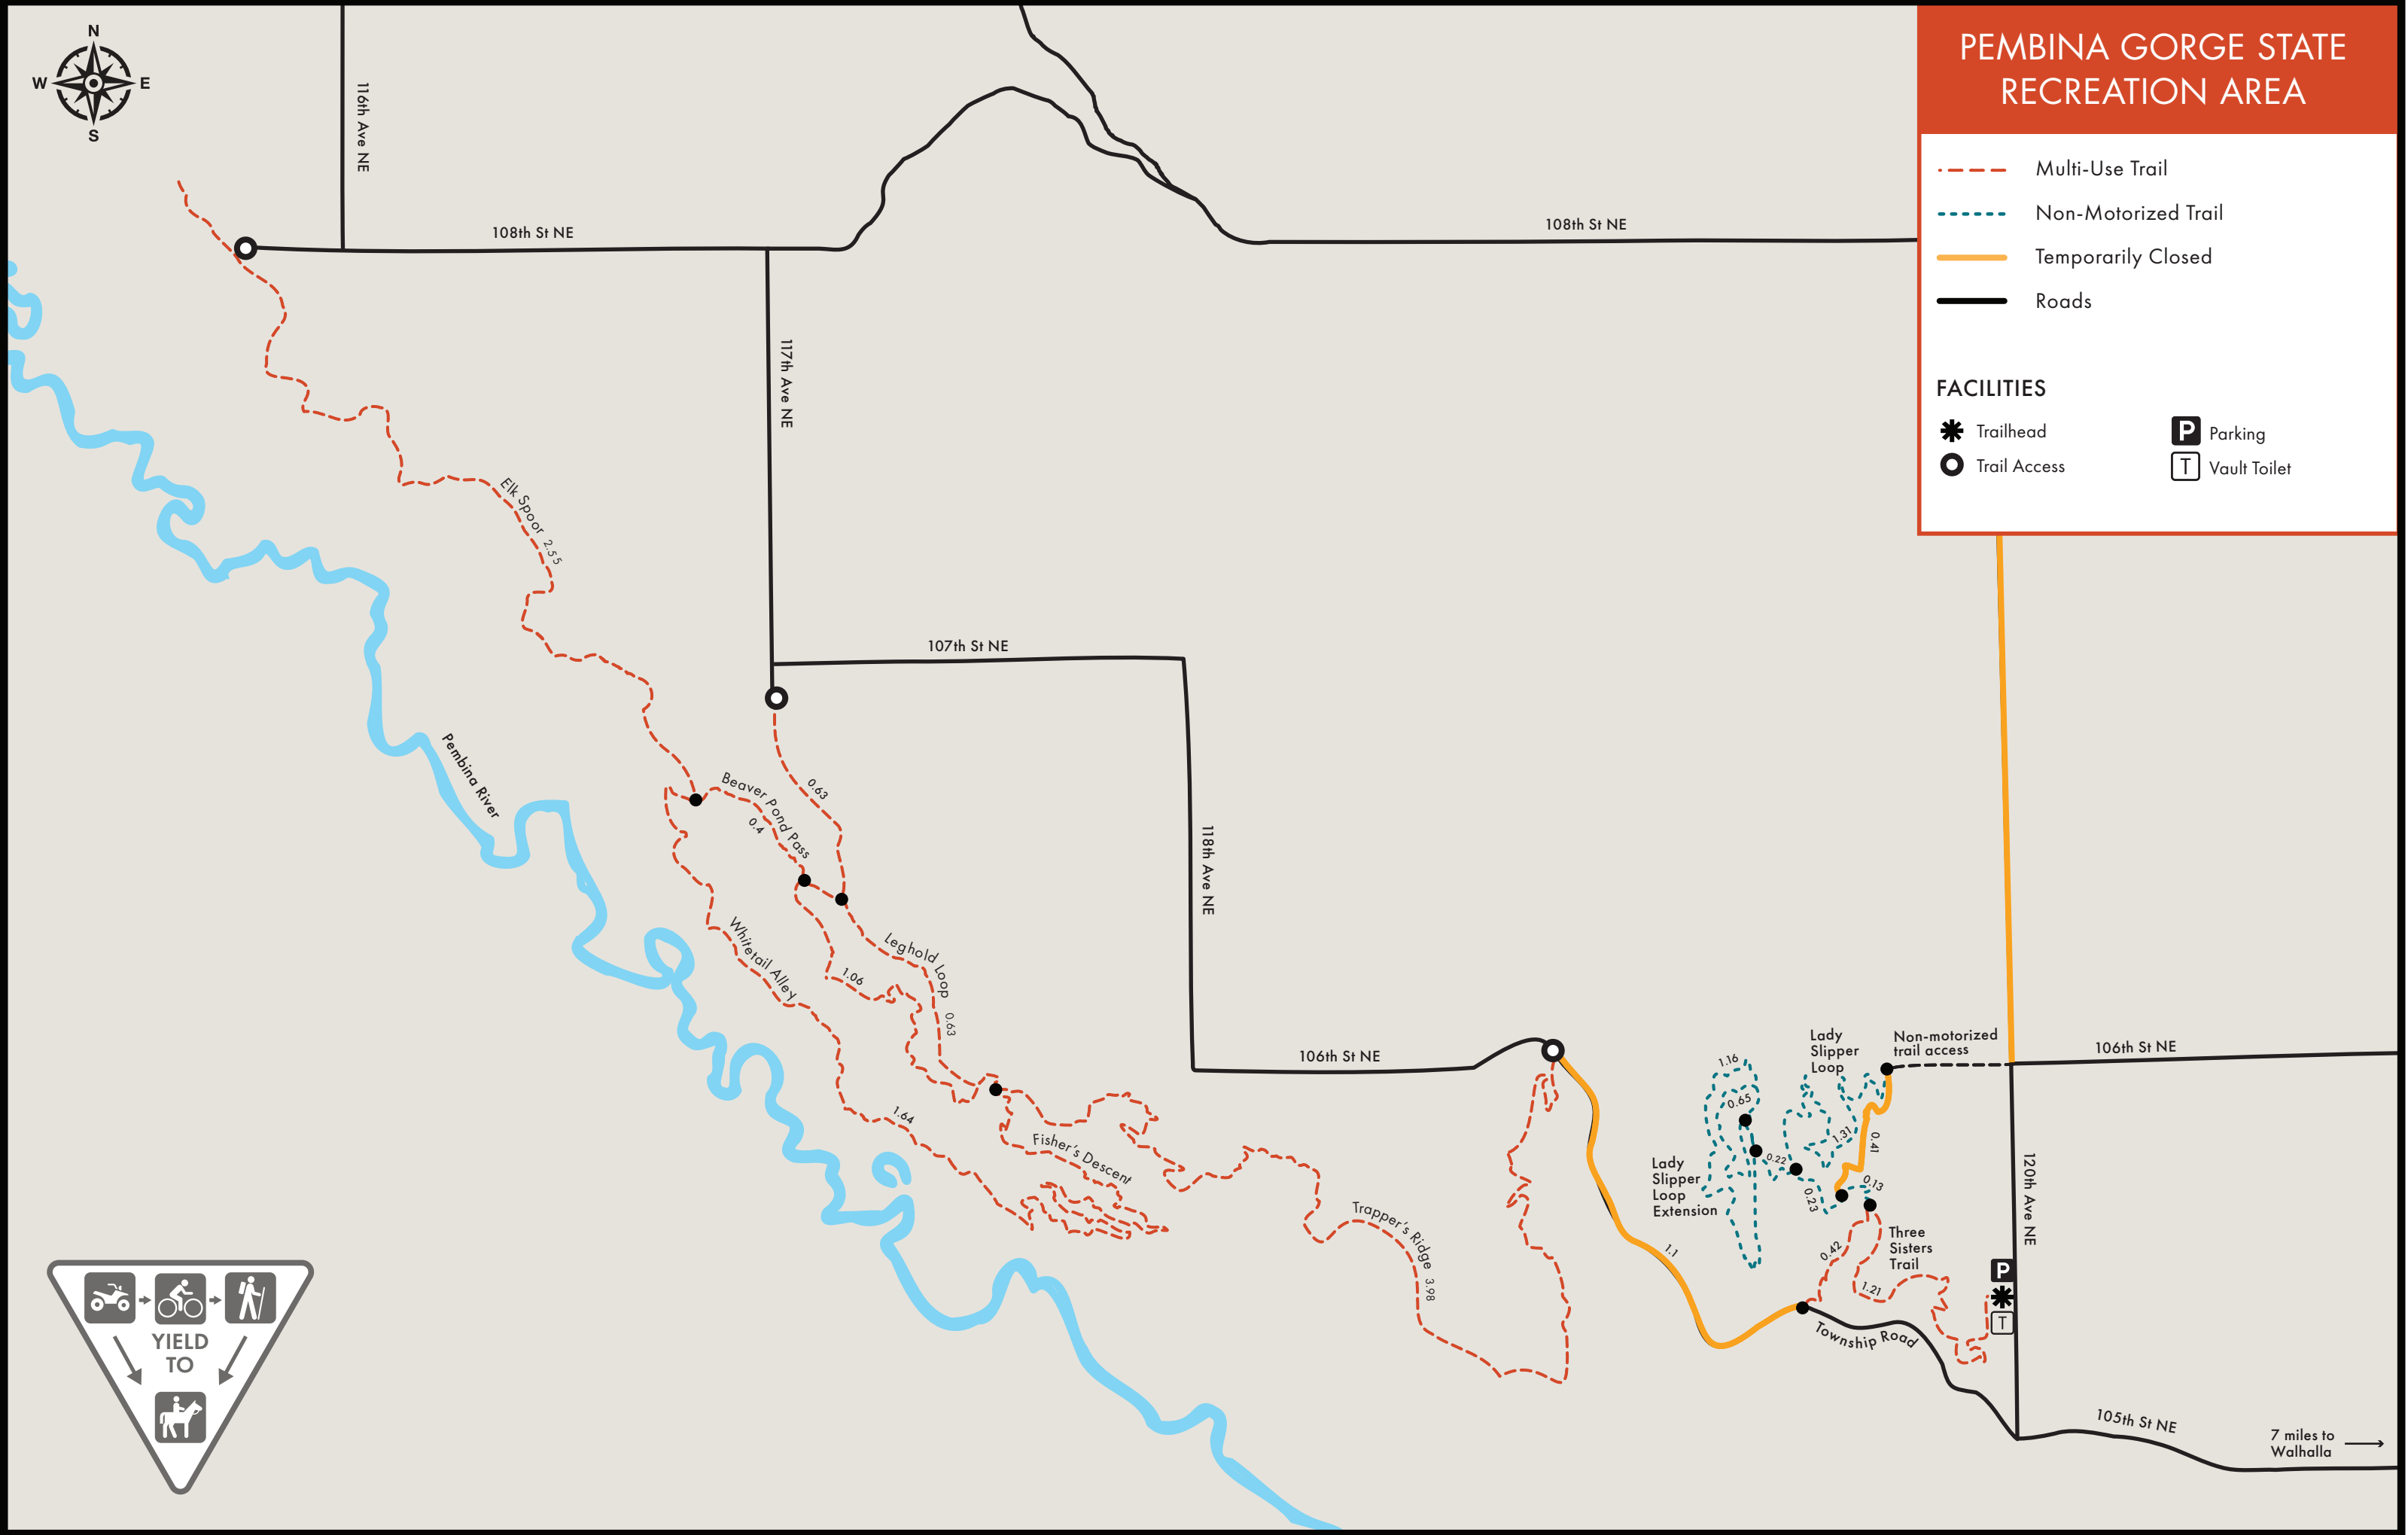 N
W
E
S
116th Ave NE
108th St NE
108th St NE
PEMBINA GORGE STATE
RECREATION AREA
Multi-Use Trail
Non-Motorized Trail
Temporarily Closed
Roads
FACILITIES
Trailhead
Trail Access
P
Parking
T
Vault Toilet
117th Ave NE
Elk Spoor 2.55
107th St NE
Pembina River
Beaver Pond Pass
0.4
0.63
118th Ave NE
Whitetail Alley
1.06
Leghold Loop
0.63
1.64
Fisher's Descent
106th St NE
Trapper's Ridge 3.98
1.1
1.16
0.65
Lady
Slipper
Loop
Non-motorized
trail access
106th St NE
1.31
0.41
0.22
0.23
0.13
Lady
Slipper
Loop
Extension
Three
Sisters
Trail
0.42
1.21
120th Ave NE
P
T
Township Road
105th St NE
7 miles to
Walhalla
YIELD
TO